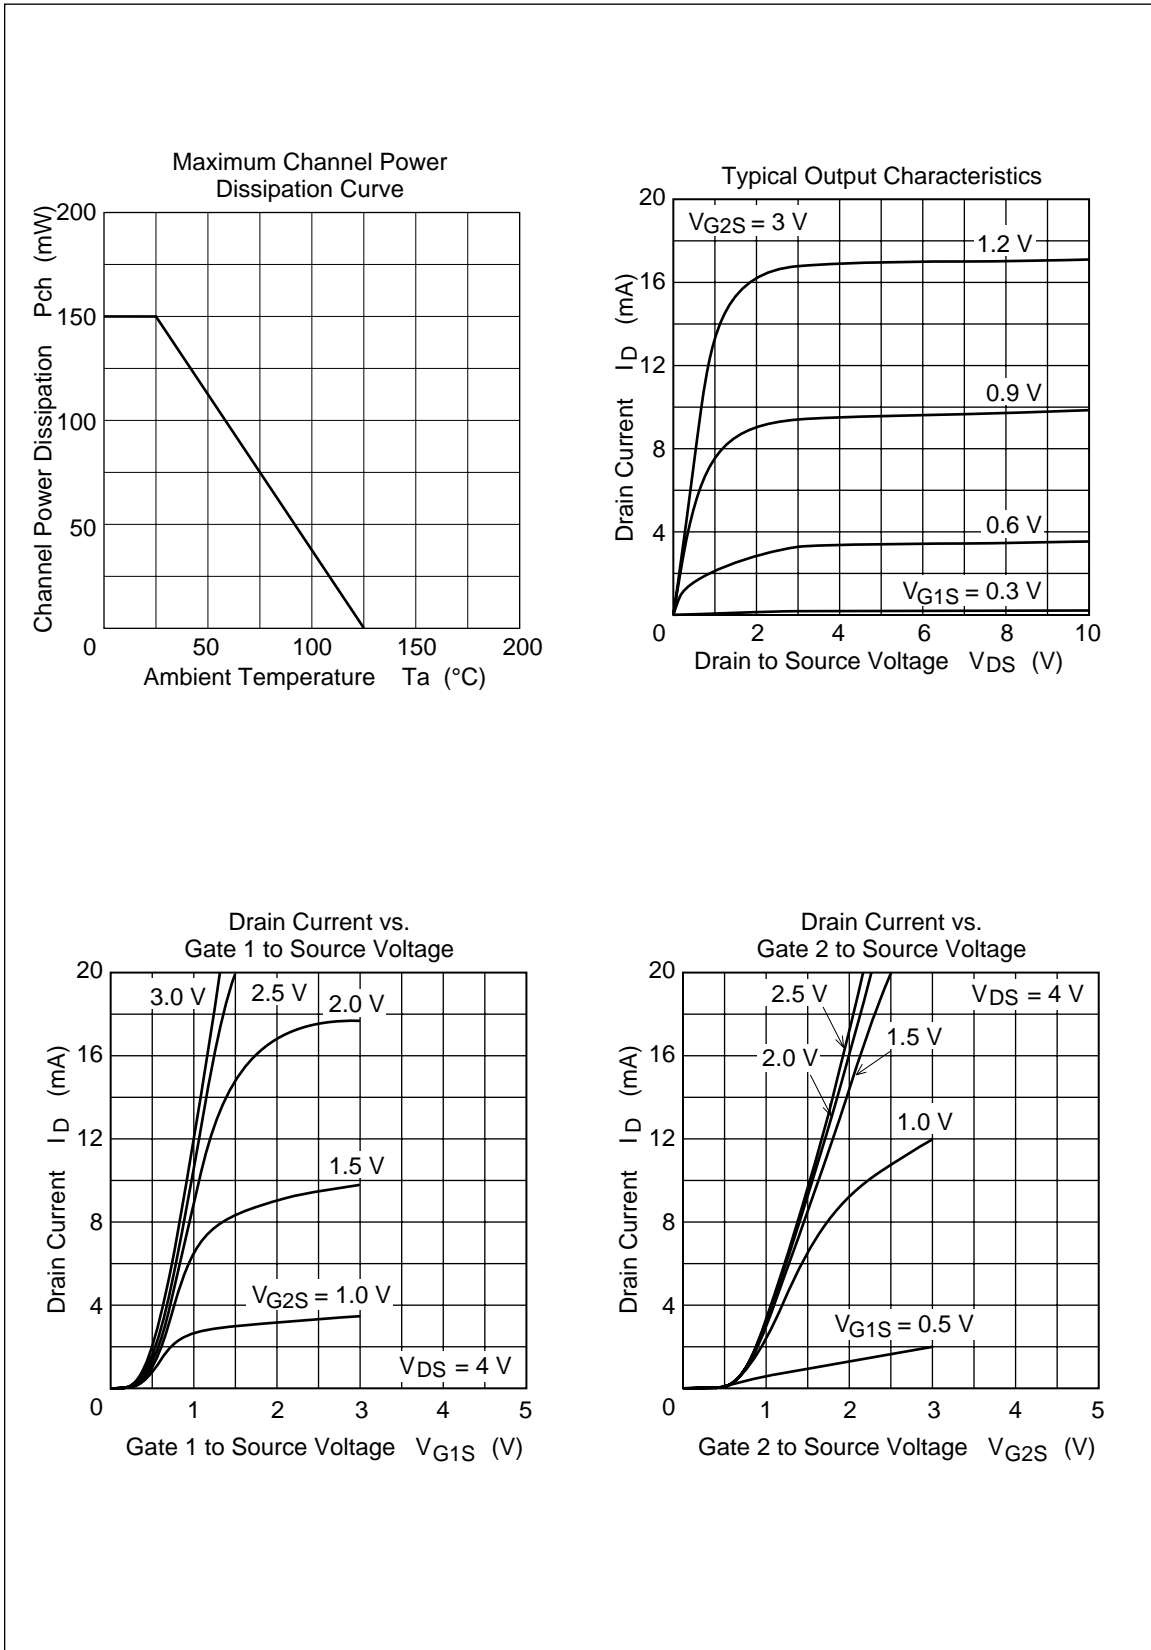 Maximum Channel Power
Dissipation Curve
Channel Power Dissipation Pch (mW)
200
150
100
50
0
50
100
150
200
Ambient Temperature Ta (°C)
Typical Output Characteristics
Drain Current ID (mA)
20
16
12
8
4
VG2S = 3 V
1.2 V
0.9 V
0.6 V
VG1S = 0.3 V
0
2
4
6
8
10
Drain to Source Voltage VDS (V)
Drain Current vs.
Gate 1 to Source Voltage
Drain Current ID (mA)
20
16
12
8
4
3.0 V
2.5 V
2.0 V
1.5 V
VG2S = 1.0 V
VDS = 4 V
0
1
2
3
4
5
Gate 1 to Source Voltage VG1S (V)
Drain Current vs.
Gate 2 to Source Voltage
Drain Current ID (mA)
20
16
12
8
4
VDS = 4 V
2.5 V
1.5 V
2.0 V
1.0 V
VG1S = 0.5 V
0
1
2
3
4
5
Gate 2 to Source Voltage VG2S (V)